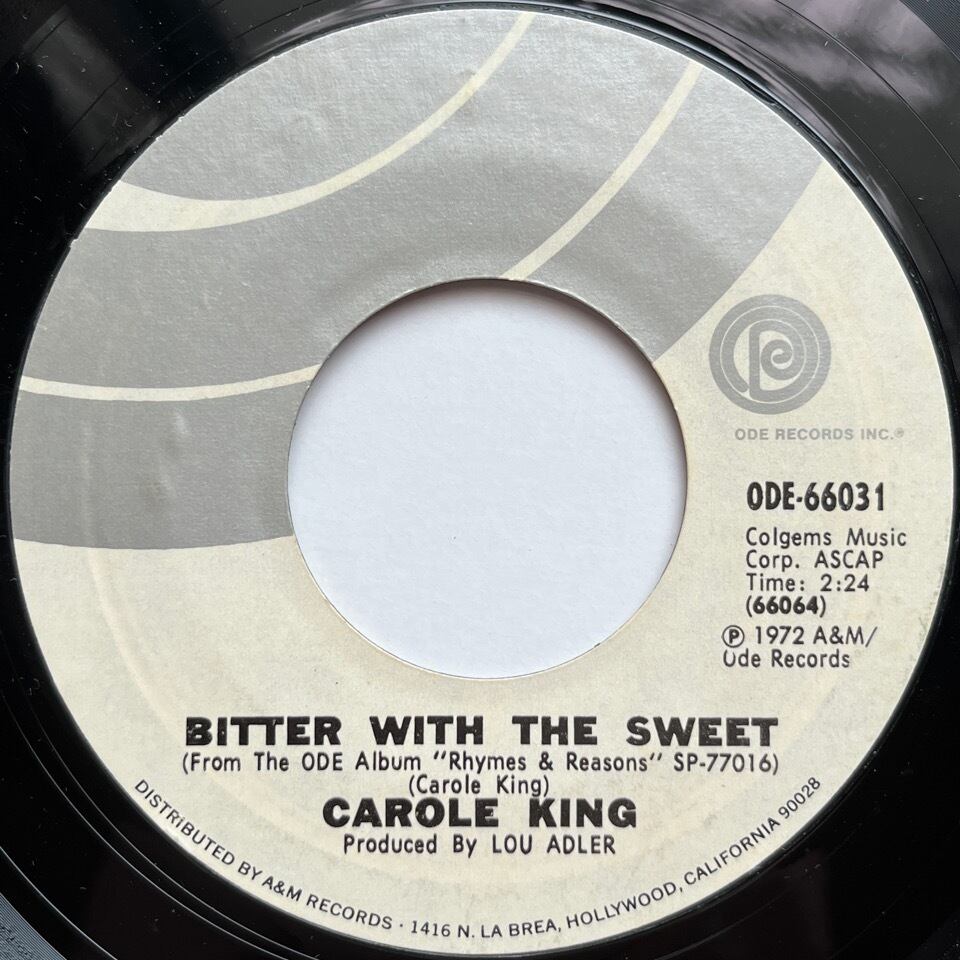 ODE RECORDS INC.®
ODE-66031
Colgems Music
Corp. ASCAP
Time: 2:24
(66064)
℗ 1972 A&M/
Ode Records
BITTER WITH THE SWEET
(From The ODE Album "Rhymes & Reasons" SP-77016)
(Carole King)
CAROLE KING
Produced By LOU ADLER
DISTRIBUTED BY A&M RECORDS · 1416 N. LA BREA, HOLLYWOOD, CALIFORNIA 90028